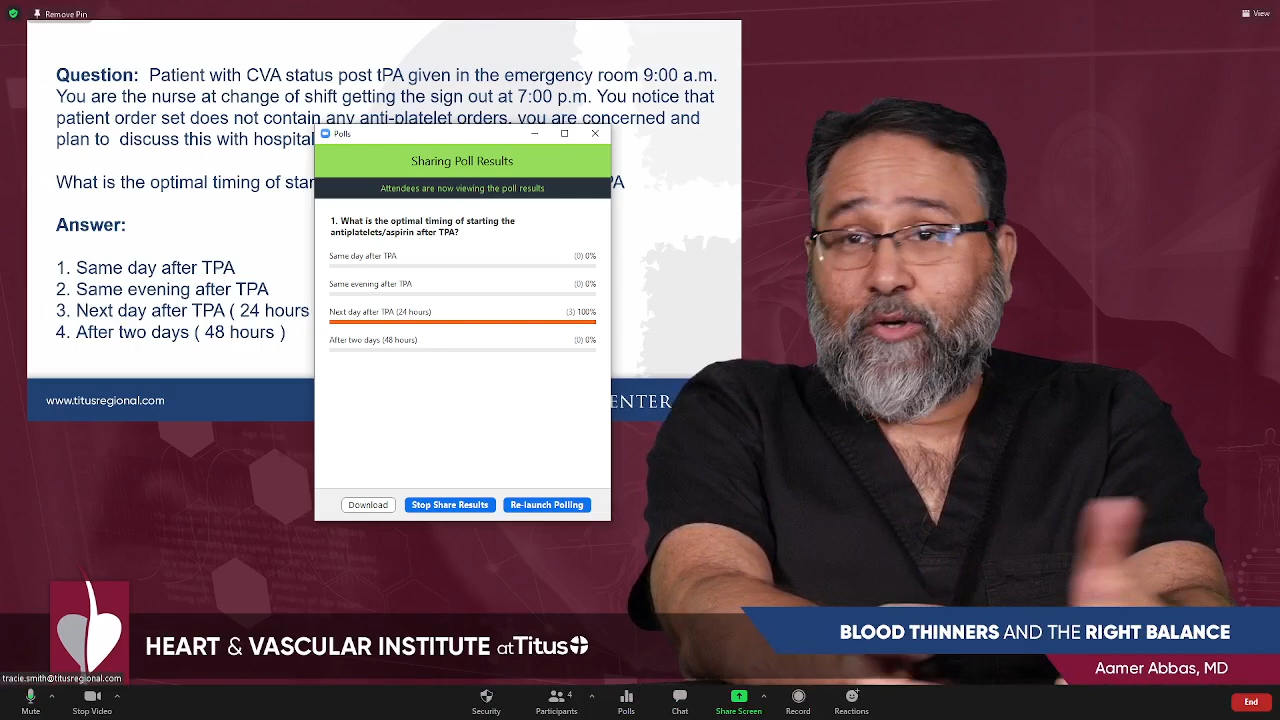 Remove Pin
View
Question: Patient with CVA status post tPA given in the emergency room 9:00 a.m.
You are the nurse at change of shift getting the sign out at 7:00 p.m. You notice that
patient order set does not contain any anti-platelet orders, you are concerned and
plan to discuss this with hospital
What is the optimal timing of star
PA
Answer:
1. Same day after TPA
2. Same evening after TPA
3. Next day after TPA ( 24 hours
4. After two days ( 48 hours )
www.titusregional.com
ENTER
Polls
Sharing Poll Results
Attendees are now viewing the poll results
1. What is the optimal timing of starting the
antiplatelets/aspirin after TPA?
Same day after TPA (0) 0%
Same evening after TPA (0) 0%
Next day after TPA (24 hours) (3) 100%
After two days (48 hours) (0) 0%
Download
Stop Share Results
Re-launch Polling
HEART & VASCULAR INSTITUTE at Titus
BLOOD THINNERS AND THE RIGHT BALANCE
Aamer Abbas, MD
tracie.smith@titusregional.com
Mute
Stop Video
Security
Participants 4
Polls
Chat
Share Screen
Record
Reactions
End